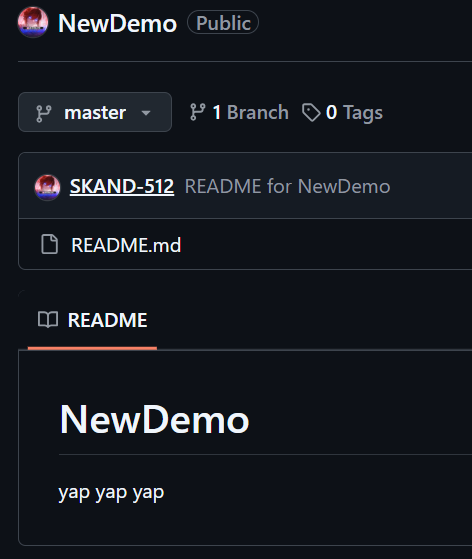 NewDemo Public
master 1 Branch 0 Tags
SKAND-512 README for NewDemo
README.md
README
NewDemo
yap yap yap